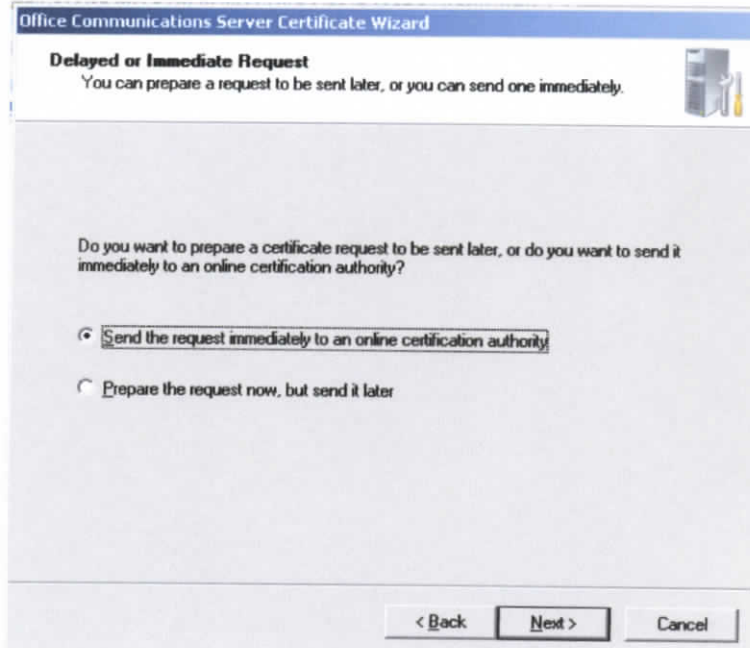 Office Communications Server Certificate Wizard
Delayed or Immediate Request
You can prepare a request to be sent later, or you can send one immediately.
Do you want to prepare a certificate request to be sent later, or do you want to send it
immediately to an online certification authority?
Send the request immediately to an online certification authority
Prepare the request now, but send it later
< Back Next > Cancel